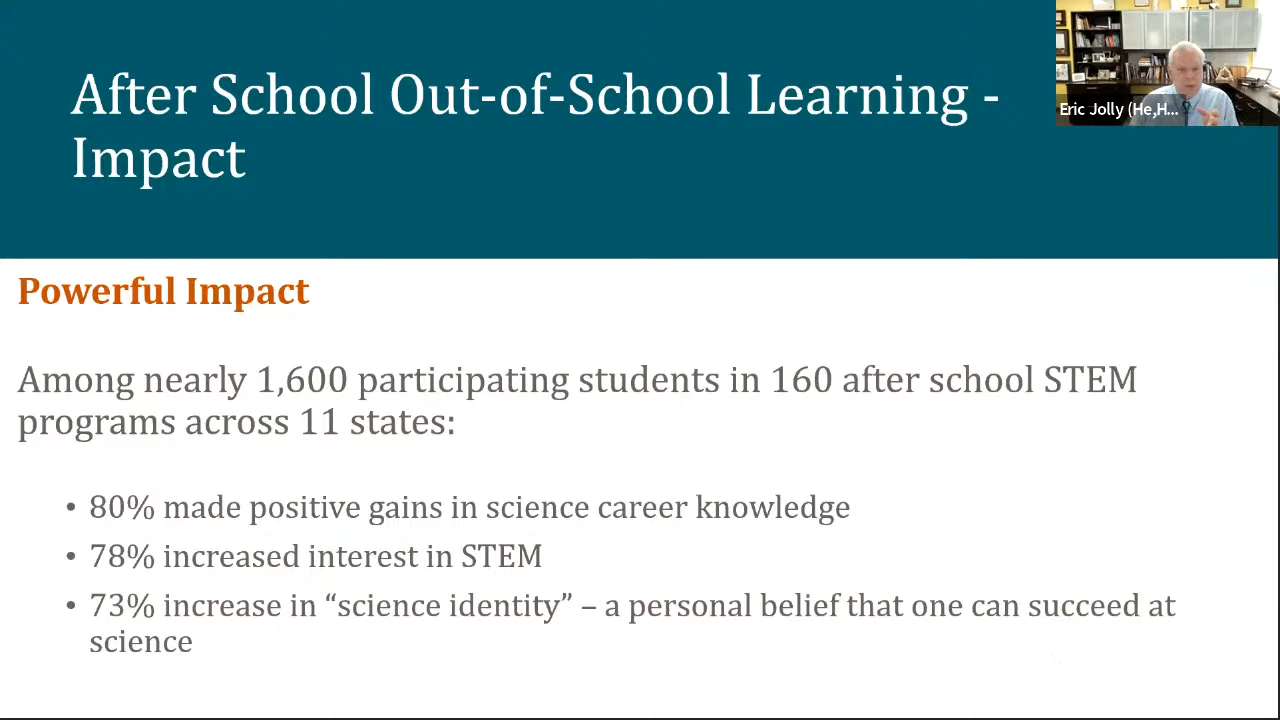 After School Out-of-School Learning -
Impact
Eric Jolly (He,H...
Powerful Impact
Among nearly 1,600 participating students in 160 after school STEM
programs across 11 states:
• 80% made positive gains in science career knowledge
• 78% increased interest in STEM
• 73% increase in “science identity” – a personal belief that one can succeed at
science